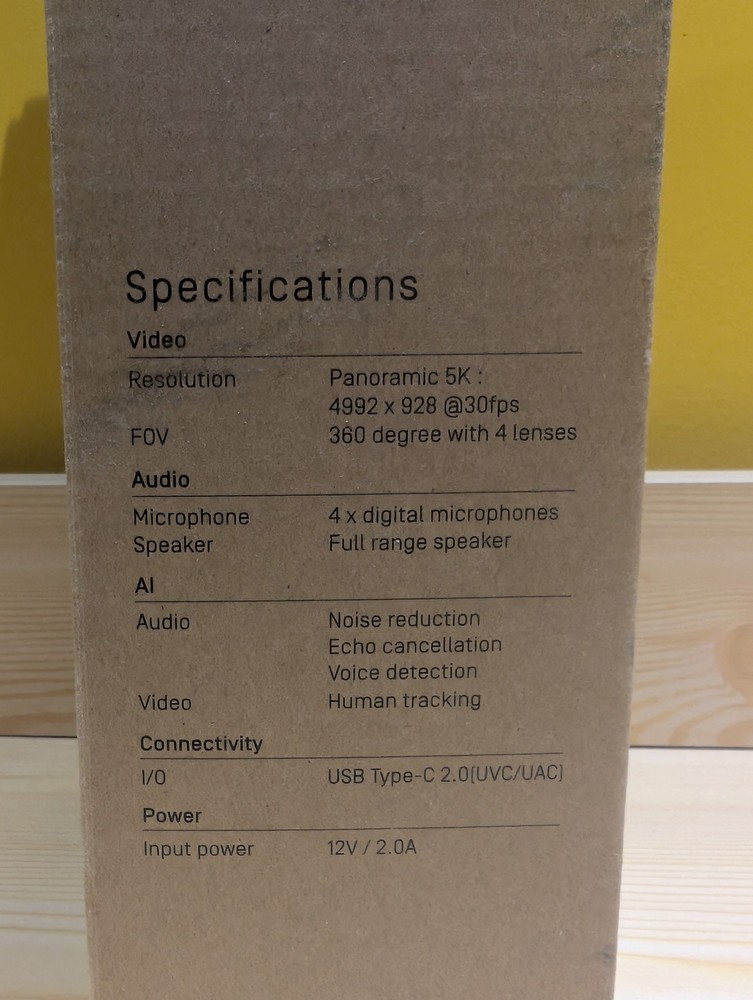 Specifications
Video
Resolution Panoramic 5K :
4992 x 928 @30fps
FOV 360 degree with 4 lenses
Audio
Microphone 4 x digital microphones
Speaker Full range speaker
AI
Audio Noise reduction
Echo cancellation
Voice detection
Video Human tracking
Connectivity
I/O USB Type-C 2.0(UVC/UAC)
Power
Input power 12V / 2.0A